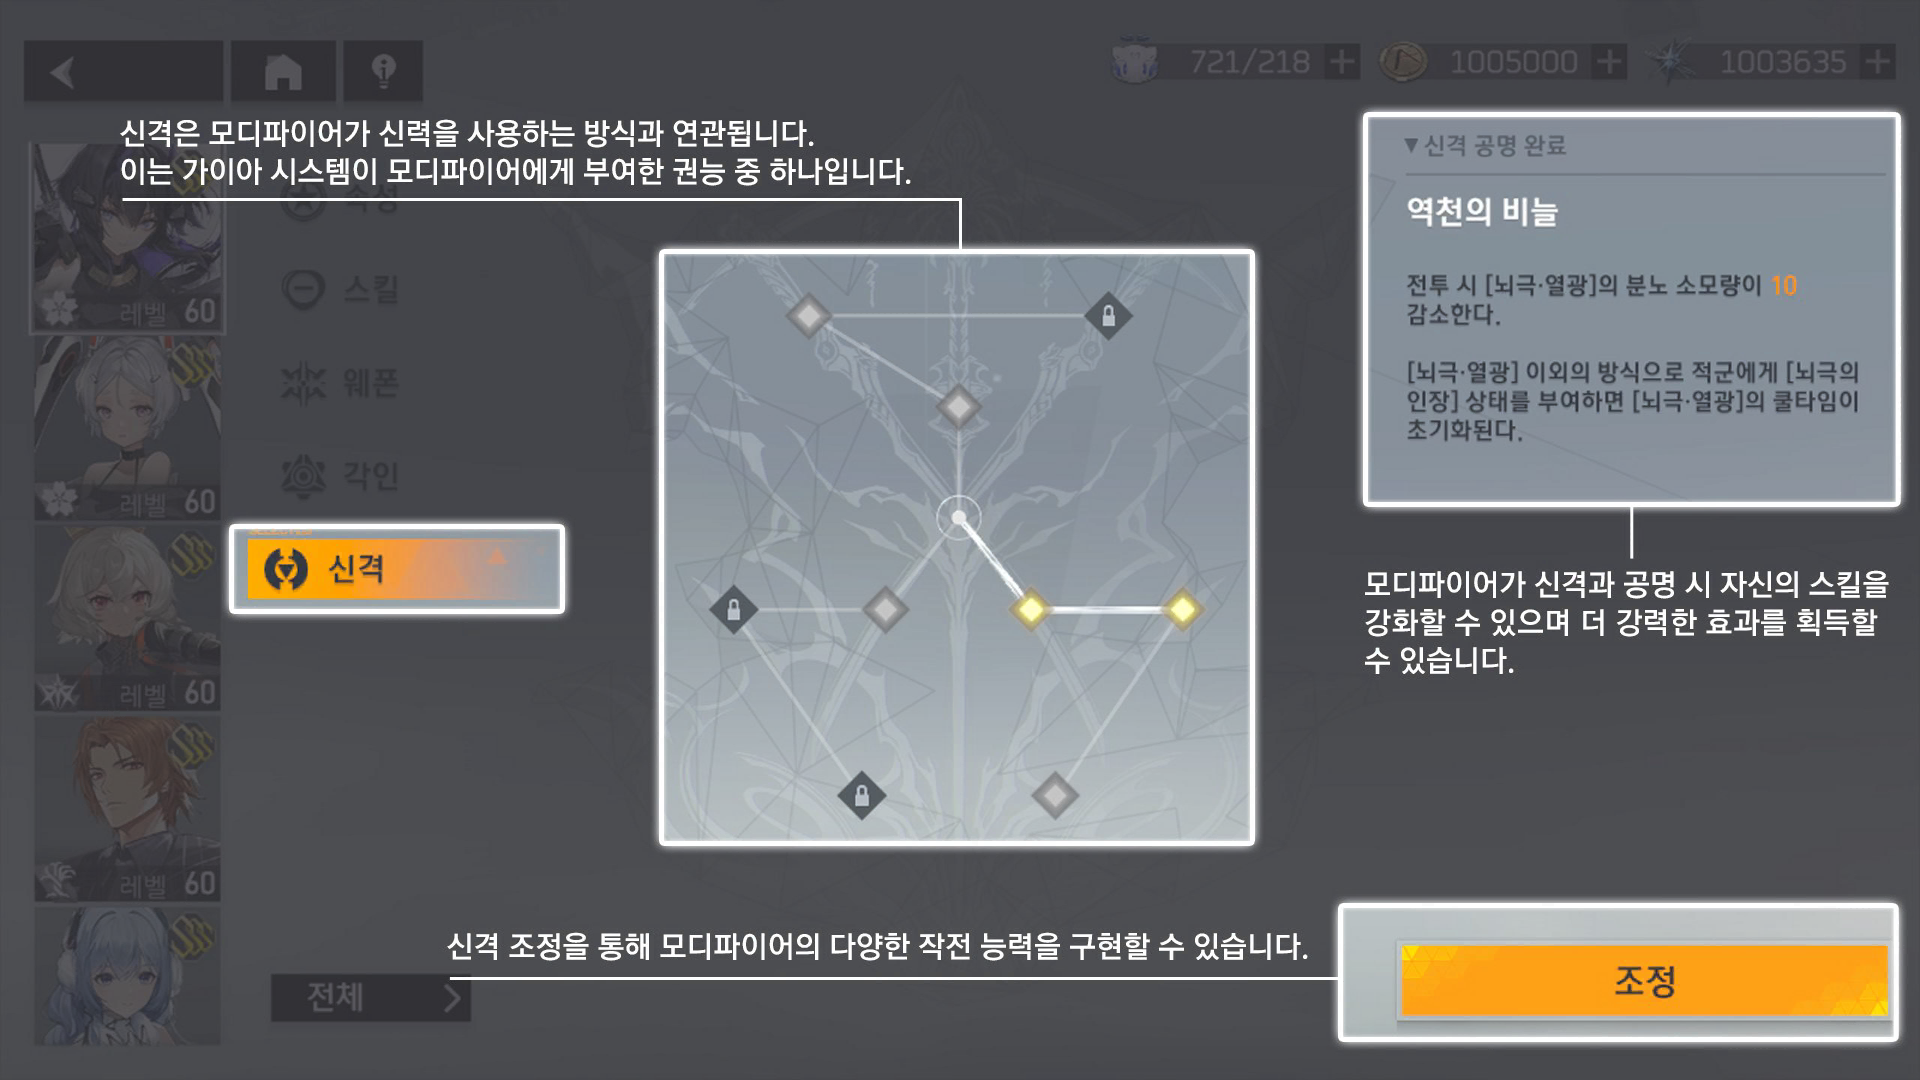 721/218
1005000
1003635
신격은 모디파이어가 신력을 사용하는 방식과 연관됩니다.
이는 가이아 시스템이 모디파이어에게 부여한 권능 중 하나입니다.
속성
스킬
웨폰
각인
신격
레벨 60
레벨 60
레벨 60
레벨 60
전체
▼신격 공명 완료
역천의 비늘
전투 시 [뇌극·열광]의 분노 소모량이 10
감소한다.
[뇌극·열광] 이외의 방식으로 적군에게 [뇌극의
인장] 상태를 부여하면 [뇌극·열광]의 쿨타임이
초기화된다.
모디파이어가 신격과 공명 시 자신의 스킬을
강화할 수 있으며 더 강력한 효과를 획득할
수 있습니다.
신격 조정을 통해 모디파이어의 다양한 작전 능력을 구현할 수 있습니다.
조정